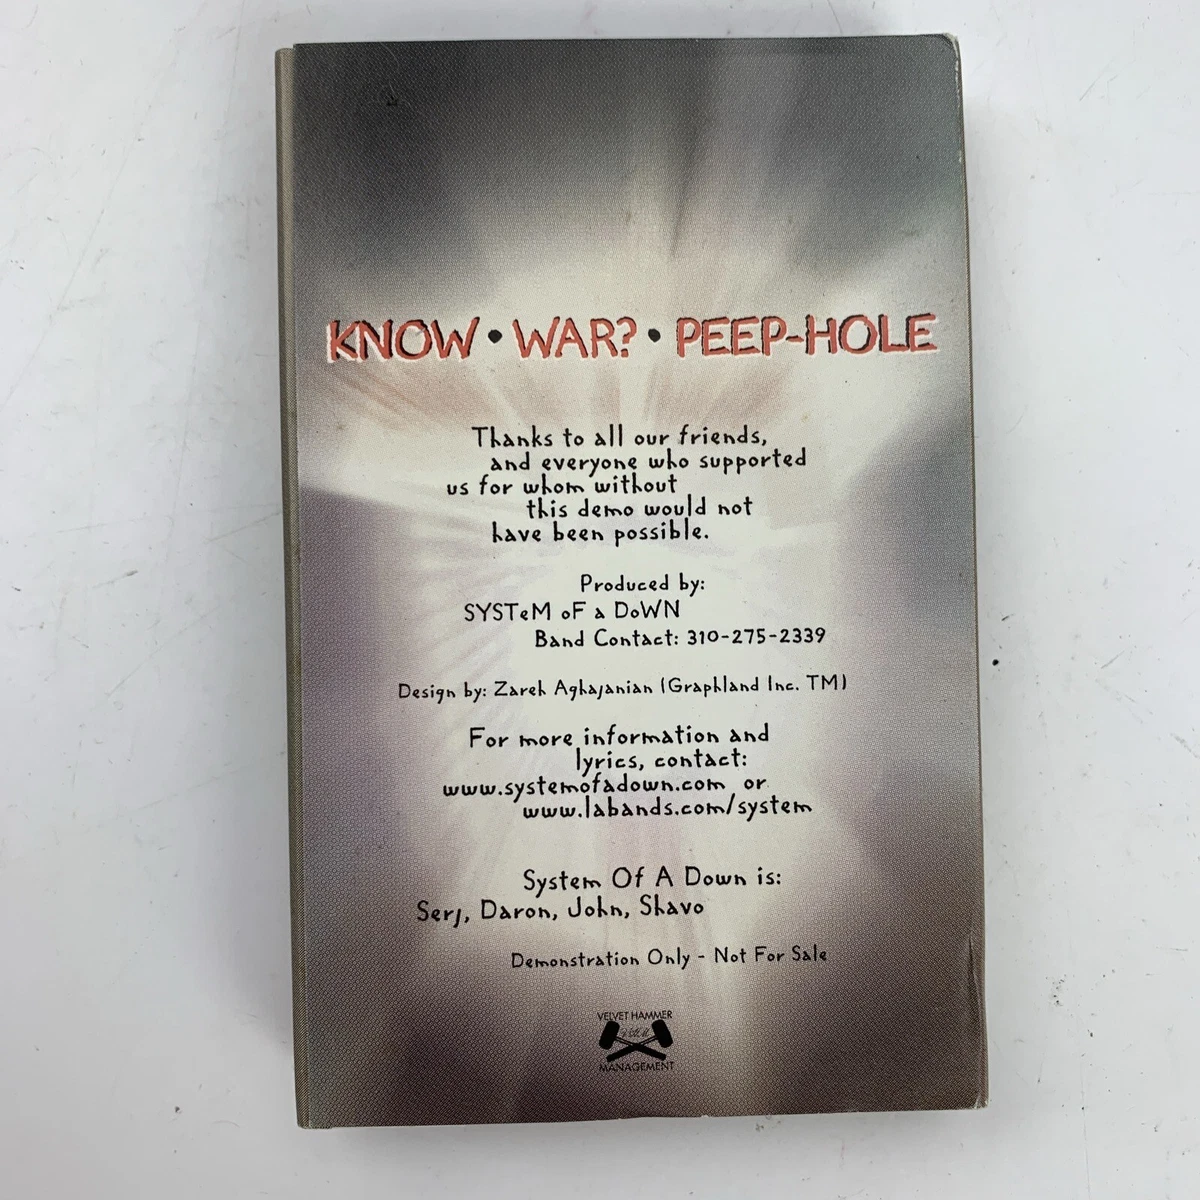 KNOW • WAR? • PEEP-HOLE
Thanks to all our friends,
and everyone who supported
us for whom without
this demo would not
have been possible.
Produced by:
SYSTeM oF a DoWN
Band Contact: 310-275-2339
Design by: Zareh Aghajanian (Graphland Inc. TM)
For more information and
lyrics, contact:
www.systemofadown.com or
www.labands.com/system
System Of A Down is:
Serj, Daron, John, Shavo
Demonstration Only - Not For Sale
VELVET HAMMER
MANAGEMENT